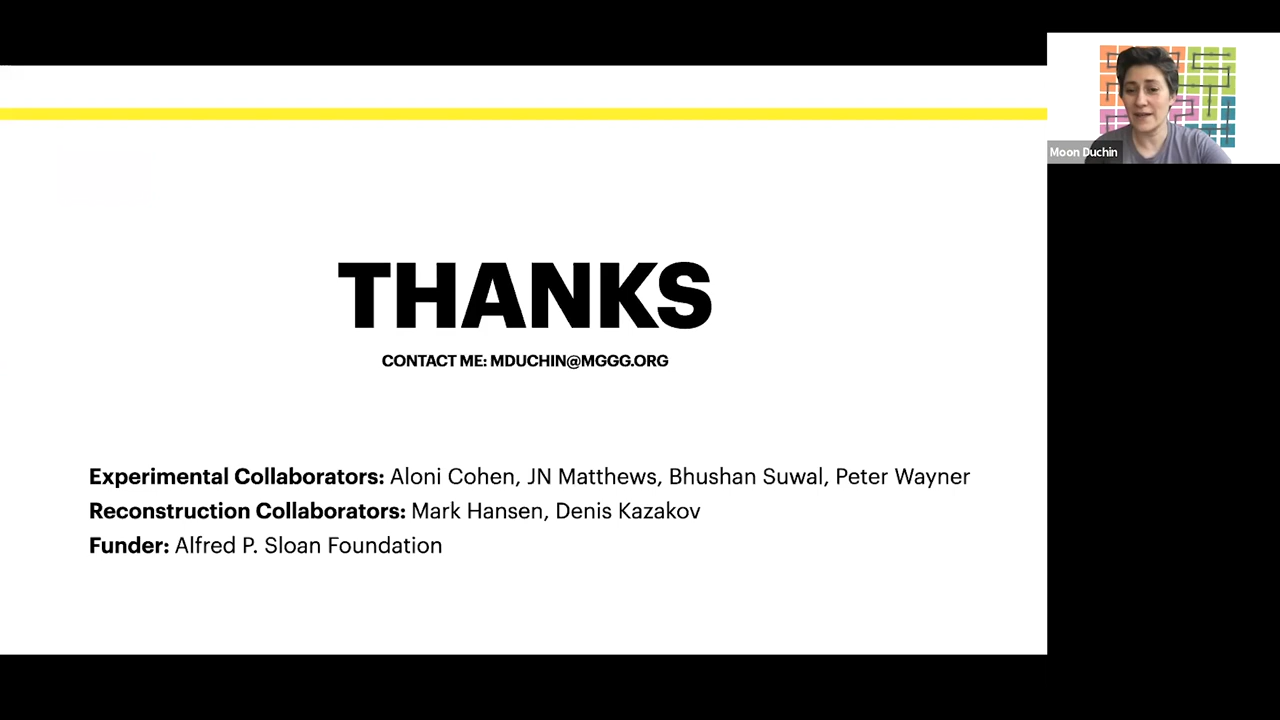 Moon Duchin
THANKS
CONTACT ME: MDUCHIN@MGGG.ORG
Experimental Collaborators: Aloni Cohen, JN Matthews, Bhushan Suwal, Peter Wayner
Reconstruction Collaborators: Mark Hansen, Denis Kazakov
Funder: Alfred P. Sloan Foundation